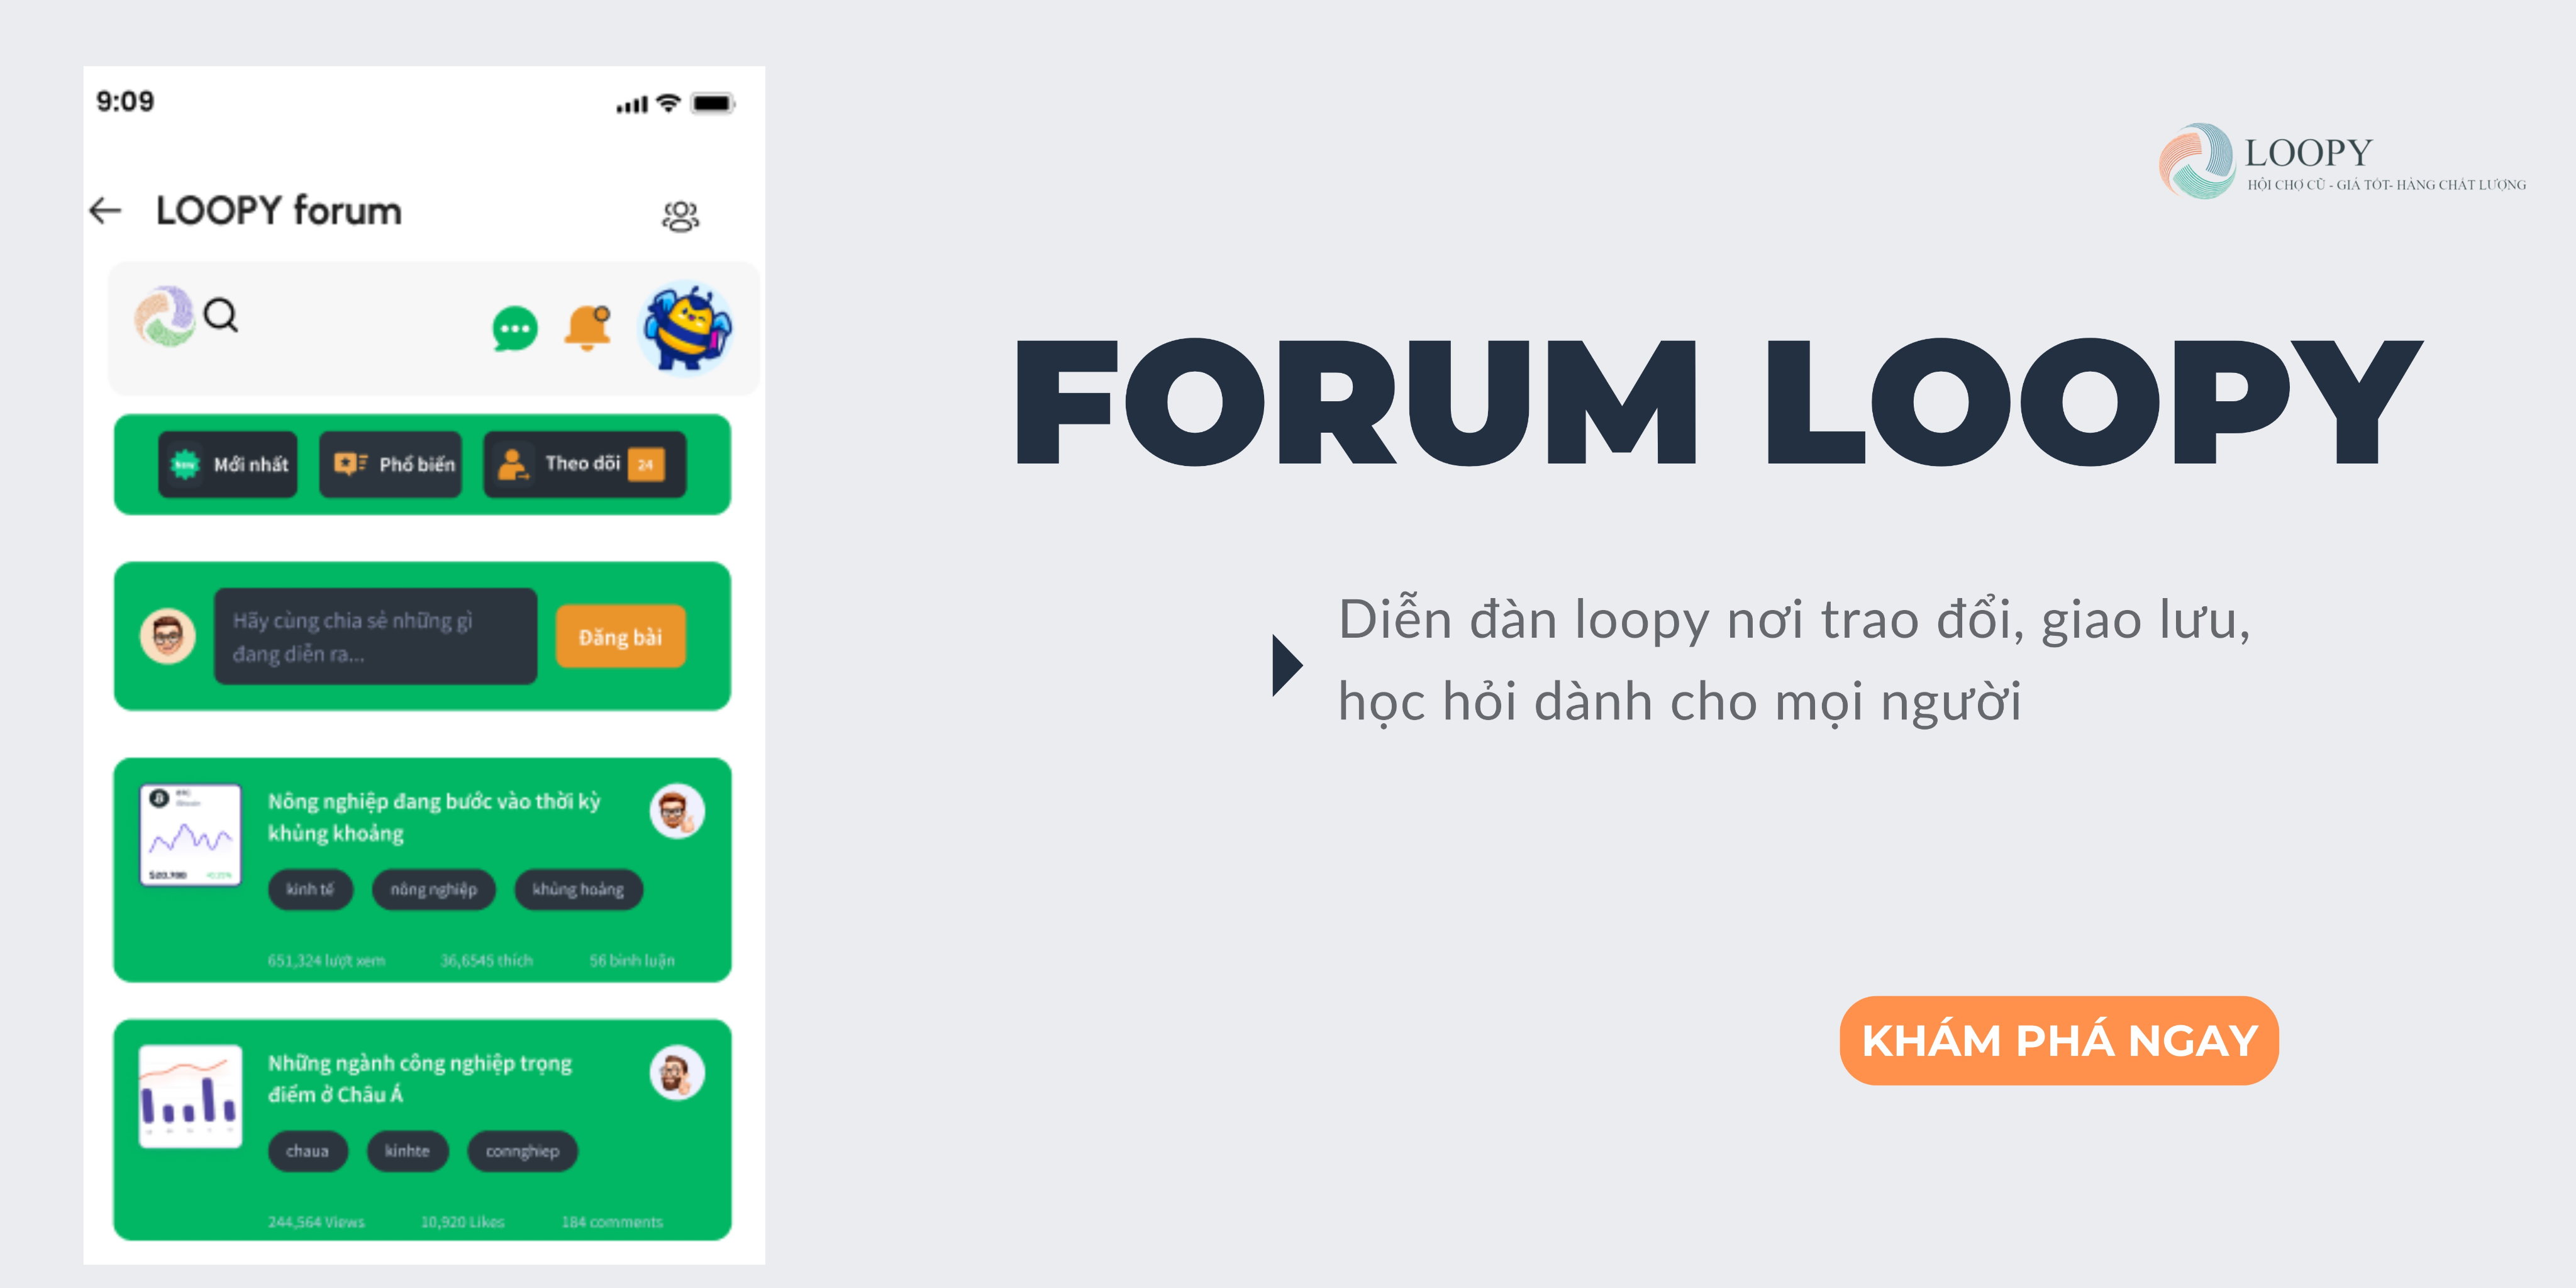 9:09
LOOPY forum
Mới nhất
Phổ biến
Theo dõi 24
Hãy cùng chia sẻ những gì
đang diễn ra...
Đăng bài
Nông nghiệp đang bước vào thời kỳ
khủng khoảng
kinh tế
nông nghiệp
khủng hoảng
651,324 lượt xem
36,6545 thích
56 bình luận
Những ngành công nghiệp trọng
điểm ở Châu Á
chaua
kinhte
connghiep
244,564 Views
10,920 Likes
184 comments
LOOPY
HỘI CHỢ CŨ - GIÁ TỐT- HÀNG CHẤT LƯỢNG
FORUM LOOPY
Diễn đàn loopy nơi trao đổi, giao lưu,
học hỏi dành cho mọi người
KHÁM PHÁ NGAY